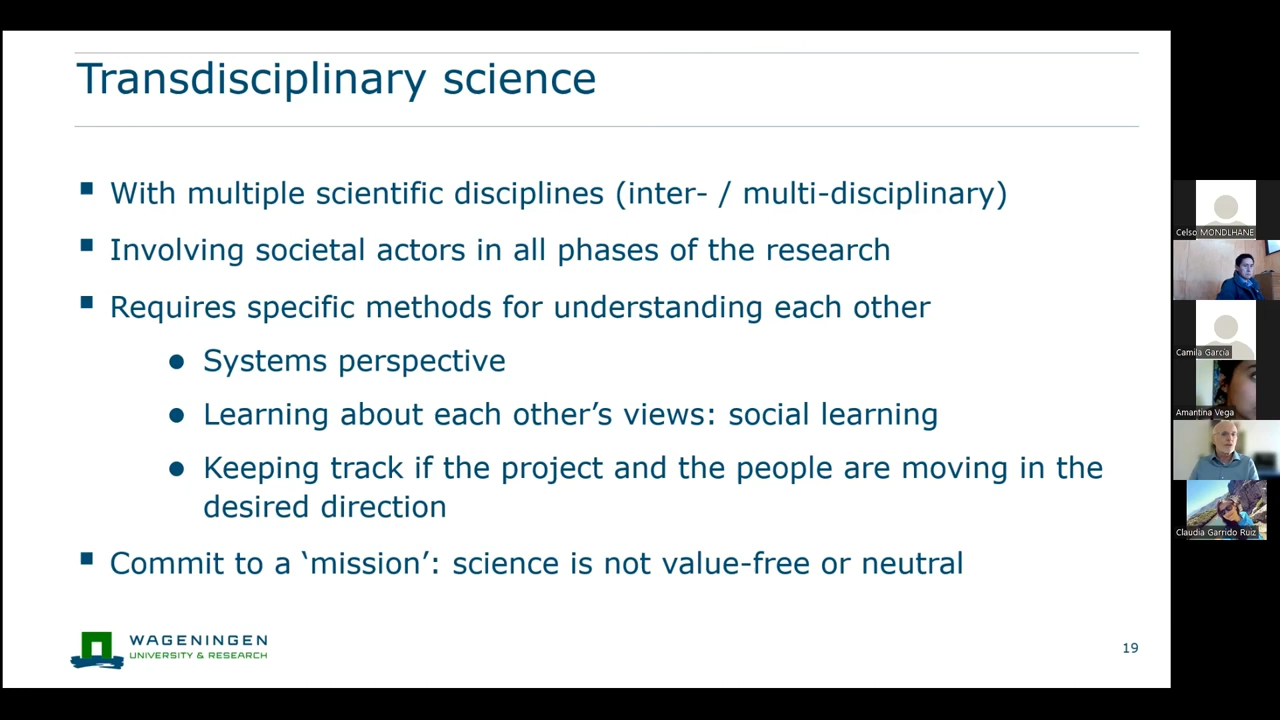 Transdisciplinary science
With multiple scientific disciplines (inter- / multi-disciplinary)
Involving societal actors in all phases of the research
Requires specific methods for understanding each other
Systems perspective
Learning about each other’s views: social learning
Keeping track if the project and the people are moving in the
desired direction
Commit to a ‘mission’: science is not value-free or neutral
WAGENINGEN
UNIVERSITY & RESEARCH
19
Celso MONDLHANE
Camila García
Amantina Vega
Claudia Garrido Ruiz